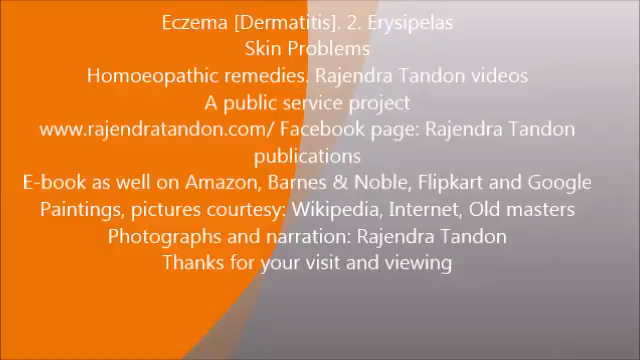 Eczema [Dermatitis]. 2. Erysipelas
Skin Problems
Homoeopathic remedies. Rajendra Tandon videos
A public service project
www.rajendratandon.com/ Facebook page: Rajendra Tandon
publications
E-book as well on Amazon, Barnes & Noble, Flipkart and Google
Paintings, pictures courtesy: Wikipedia, Internet, Old masters
Photographs and narration: Rajendra Tandon
Thanks for your visit and viewing